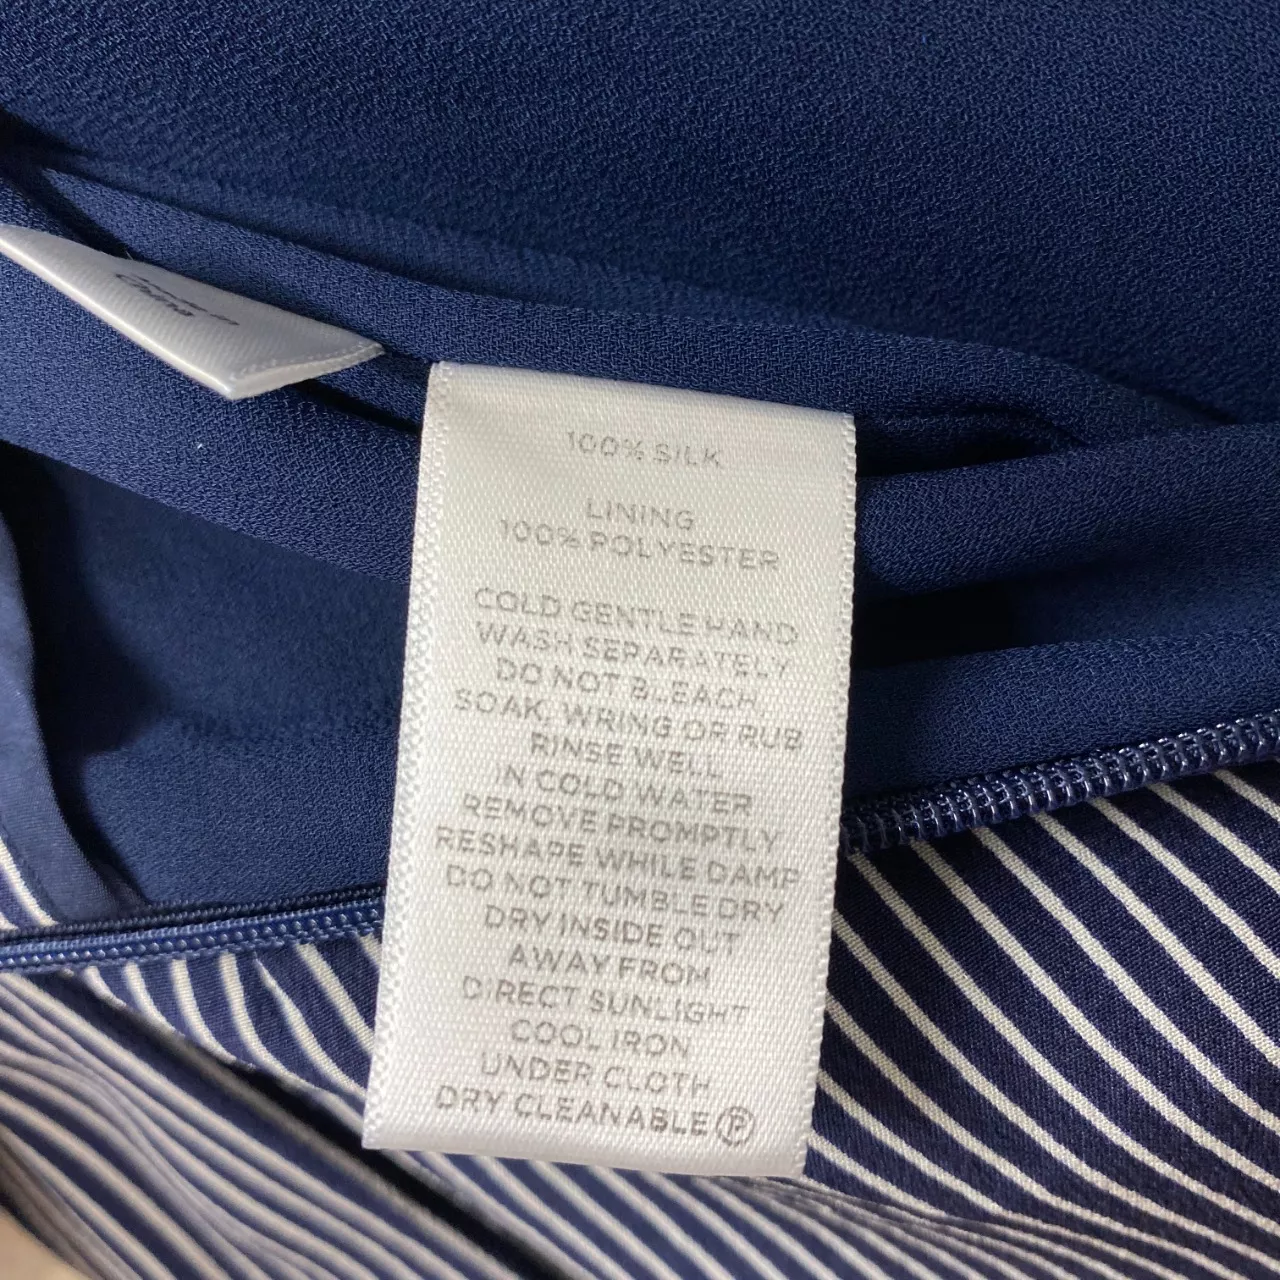 China
100% SILK
LINING
100% POLYESTER
COLD GENTLE HAND
WASH SEPARATELY
DO NOT BLEACH,
SOAK, WRING OR RUB
RINSE WELL
IN COLD WATER
REMOVE PROMPTLY
RESHAPE WHILE DAMP
DO NOT TUMBLE DRY
DRY INSIDE OUT
AWAY FROM
DIRECT SUNLIGHT
COOL IRON
UNDER CLOTH
DRY CLEANABLE Ⓟ